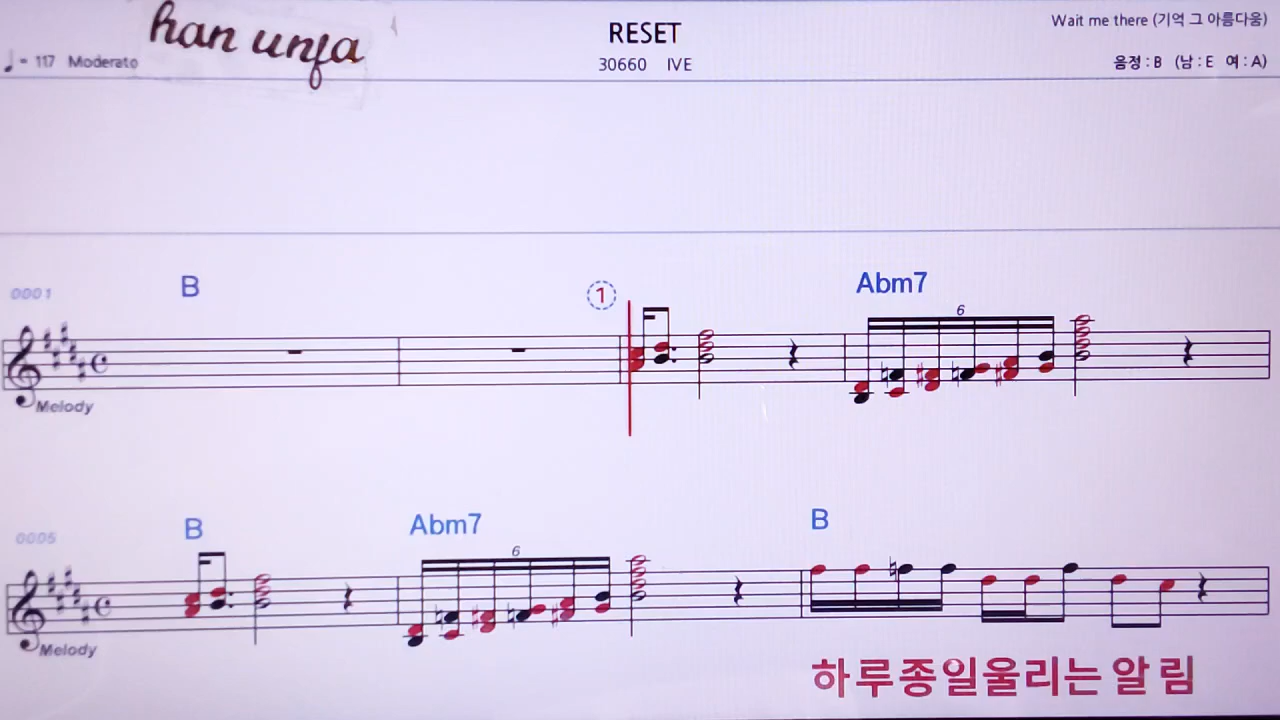 han unfa
RESET
Wait me there (기억 그 아름다움)
♩= 117 Moderato
30660 IVE
음정 : B (남 : E 여 : A)
0001
B
1
Abm7
6
Melody
0005
B
Abm7
B
6
Melody
하루종일울리는 알 림